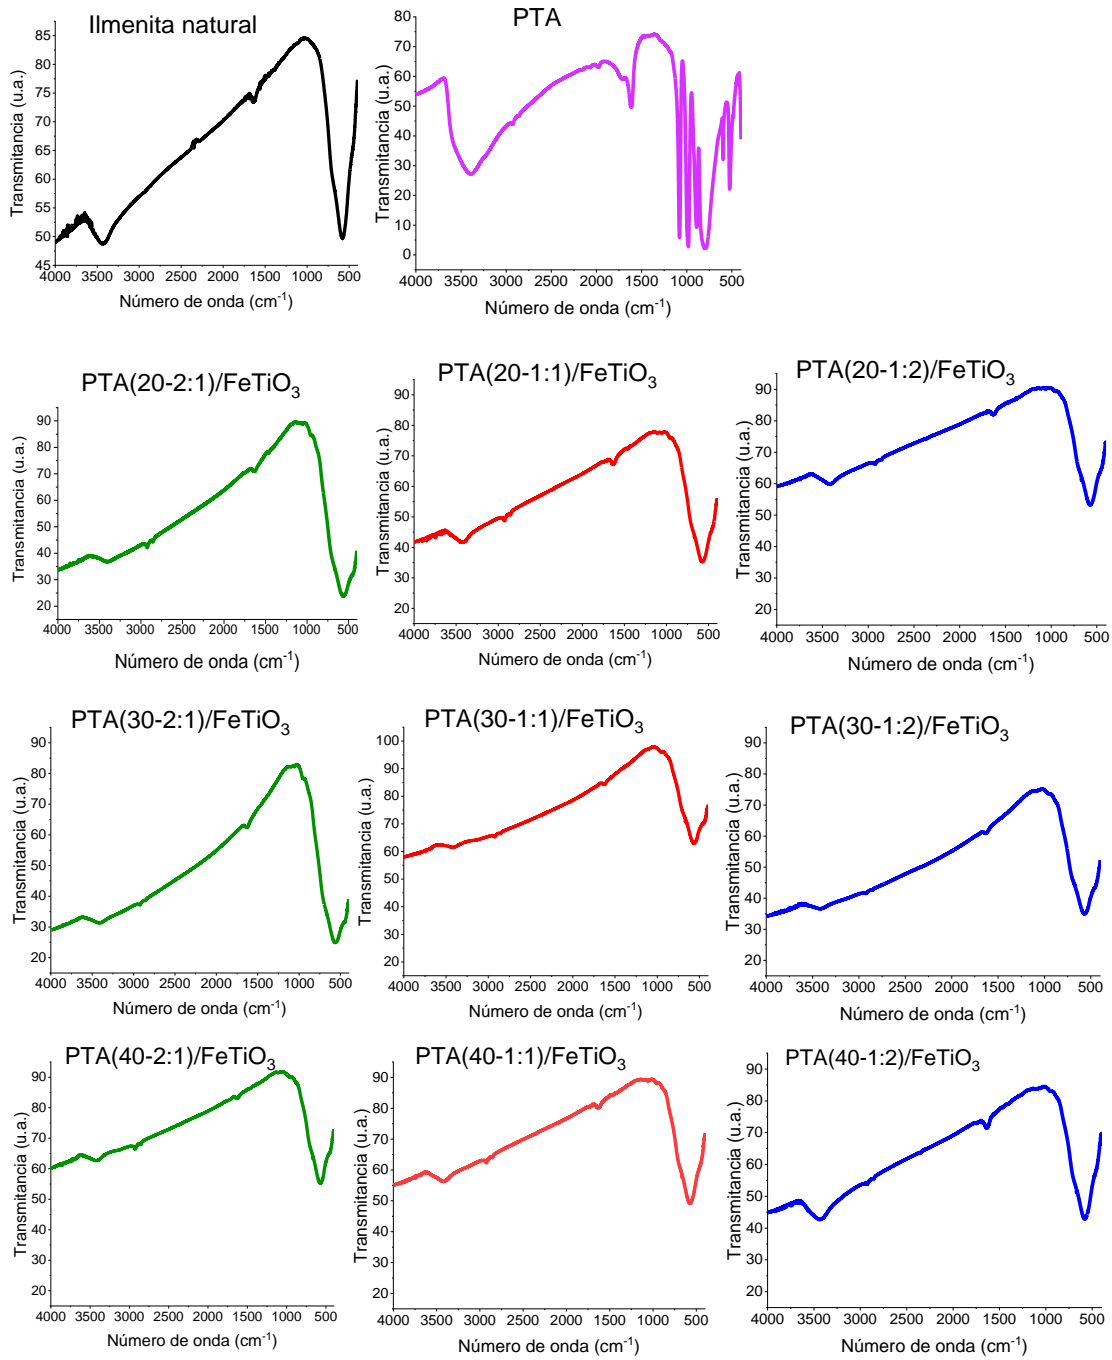 Ilmenita natural
85
80
75
70
65
60
55
50
45
Transmitancia (u.a.)
4000 3500 3000 2500 2000 1500 1000 500
Número de onda (cm-1)
PTA
80
70
60
50
40
30
20
10
0
Transmitancia (u.a.)
4000 3500 3000 2500 2000 1500 1000 500
Número de onda (cm-1)
PTA(20-2:1)/FeTiO3
90
80
70
60
50
40
30
20
Transmitancia (u.a.)
4000 3500 3000 2500 2000 1500 1000 500
Número de onda (cm-1)
PTA(20-1:1)/FeTiO3
90
80
70
60
50
40
30
20
Transmitancia (u.a.)
4000 3500 3000 2500 2000 1500 1000 500
Número de onda (cm-1)
PTA(20-1:2)/FeTiO3
90
80
70
60
50
40
30
20
Transmitancia (u.a.)
4000 3500 3000 2500 2000 1500 1000 500
Número de onda (cm-1)
PTA(30-2:1)/FeTiO3
90
80
70
60
50
40
30
20
Transmitancia (u.a.)
4000 3500 3000 2500 2000 1500 1000 500
Número de onda (cm-1)
PTA(30-1:1)/FeTiO3
100
90
80
70
60
50
40
30
20
Transmitancia (u.a.)
4000 3500 3000 2500 2000 1500 1000 500
Número de onda (cm-1)
PTA(30-1:2)/FeTiO3
90
80
70
60
50
40
30
20
Transmitancia (u.a.)
4000 3500 3000 2500 2000 1500 1000 500
Número de onda (cm-1)
PTA(40-2:1)/FeTiO3
90
80
70
60
50
40
30
20
Transmitancia (u.a.)
4000 3500 3000 2500 2000 1500 1000 500
Número de onda (cm-1)
PTA(40-1:1)/FeTiO3
90
80
70
60
50
40
30
20
Transmitancia (u.a.)
4000 3500 3000 2500 2000 1500 1000 500
Número de onda (cm-1)
PTA(40-1:2)/FeTiO3
90
80
70
60
50
40
30
20
Transmitancia (u.a.)
4000 3500 3000 2500 2000 1500 1000 500
Número de onda (cm-1)